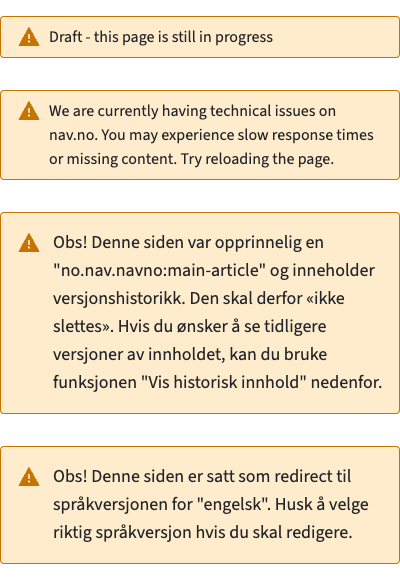 Draft - this page is still in progress
We are currently having technical issues on
nav.no. You may experience slow response times
or missing content. Try reloading the page.
Obs! Denne siden var opprinnelig en
"no.nav.navno:main-article" og inneholder
versjonshistorikk. Den skal derfor «ikke
slettes». Hvis du ønsker å se tidligere
versjoner av innholdet, kan du bruke
funksjonen "Vis historisk innhold" nedenfor.
Obs! Denne siden er satt som redirect til
språkversjonen for "engelsk". Husk å velge
riktig språkversjon hvis du skal redigere.